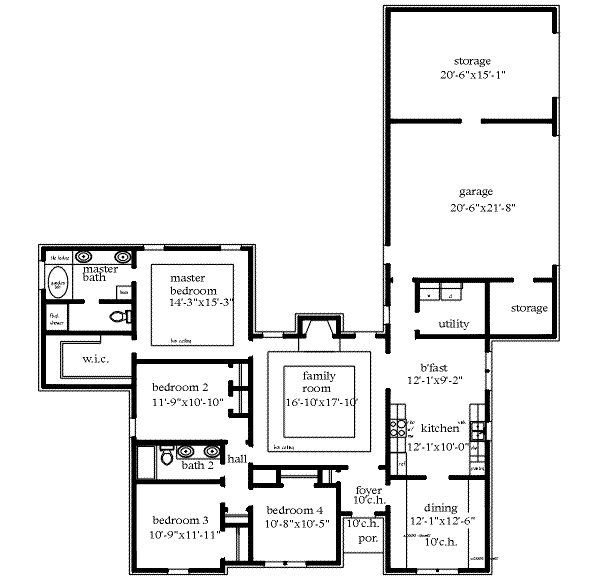 storage
20'-6"x15'-1"
garage
20'-6"x21'-8"
master
bath
master
bedroom
14'-3"x15'-3"
w
d
utility
storage
w.i.c.
b'fast
12'-1"x9'-2"
bedroom 2
11'-9"x10'-10"
family
room
16'-10'x17'-10'
kitchen
12'-1"x10'-0"
hall
bath 2
foyer
10'c.h.
bedroom 3
10'-9"x11'-11"
bedroom 4
10'-8"x10'-5"
10'c.h.
por.
dining
12'-1"x12'-6"
10'c.h.